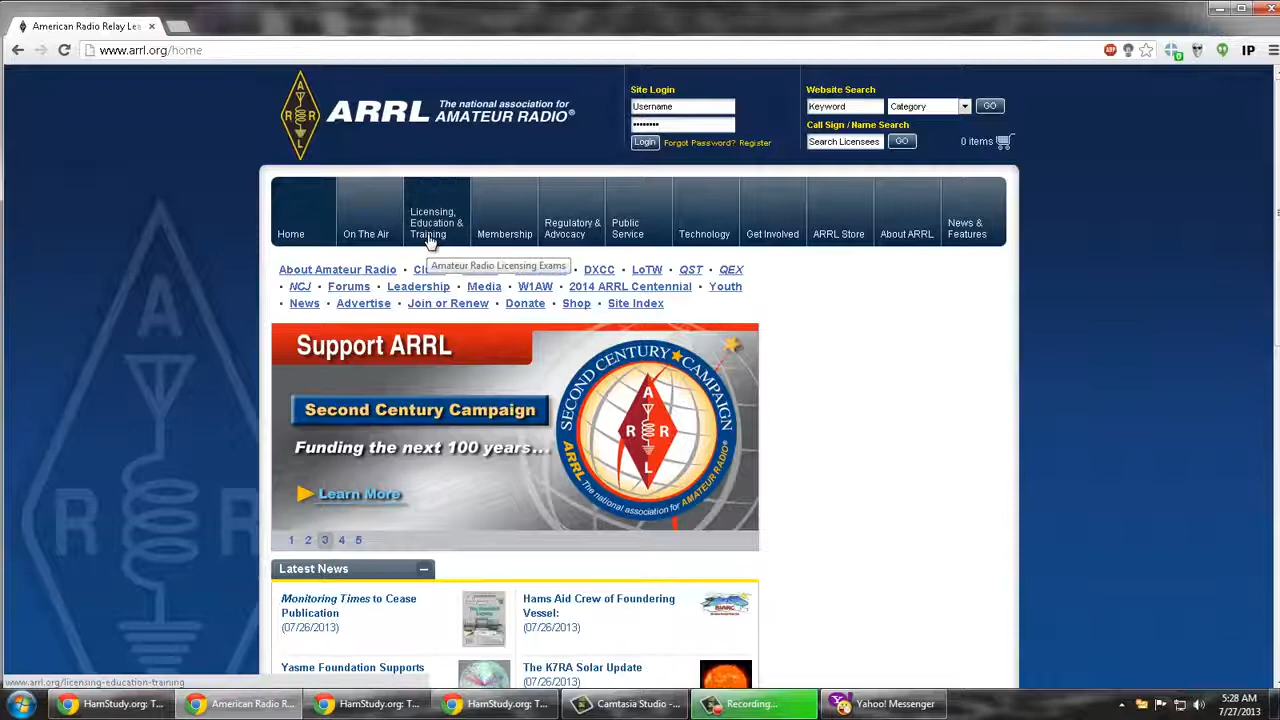 American Radio Relay Lea
www.arrl.org/home
ABP
0
IP
A
R R
L
ARRL The national association for
AMATEUR RADIO®
Site Login
Username
••••••••
Login Forgot Password? Register
Website Search
Keyword Category GO
Call Sign / Name Search
Search Licensees GO
0 items
Home
On The Air
Licensing,
Education &
Training
Membership
Regulatory &
Advocacy
Public
Service
Technology
Get Involved
ARRL Store
About ARRL
News &
Features
Amateur Radio Licensing Exams
About Amateur Radio • Cl • DXCC • LoTW • QST • QEX
• NCJ • Forums • Leadership • Media • W1AW • 2014 ARRL Centennial • Youth
• News • Advertise • Join or Renew • Donate • Shop • Site Index
Support ARRL
Second Century Campaign
Funding the next 100 years...
Learn More
SECOND CENTURY CAMPAIGN
A
R R
L
ARRL The national association for AMATEUR RADIO®
1 2 3 4 5
Latest News
Monitoring Times to Cease
Publication
(07/26/2013)
Hams Aid Crew of Foundering
Vessel:
(07/26/2013)
Yasme Foundation Supports
The K7RA Solar Update
(07/26/2013)
www.arrl.org/licensing-education-training
HamStudy.org: T...
American Radio R...
HamStudy.org: T...
HamStudy.org: T...
Camtasia Studio -...
Recording...
Yahoo! Messenger
5:28 AM
7/27/2013